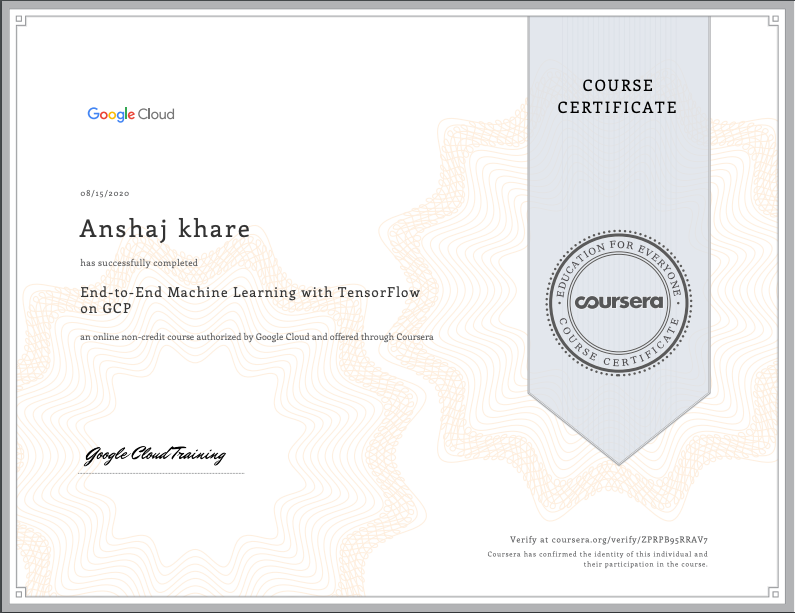 COURSE
CERTIFICATE
Google Cloud
08/15/2020
Anshaj khare
has successfully completed
End-to-End Machine Learning with TensorFlow
on GCP
an online non-credit course authorized by Google Cloud and offered through Coursera
EDUCATION FOR EVERYONE
coursera
COURSE CERTIFICATE
Google Cloud Training
Verify at coursera.org/verify/ZPRPB95RRAV7
Coursera has confirmed the identity of this individual and
their participation in the course.